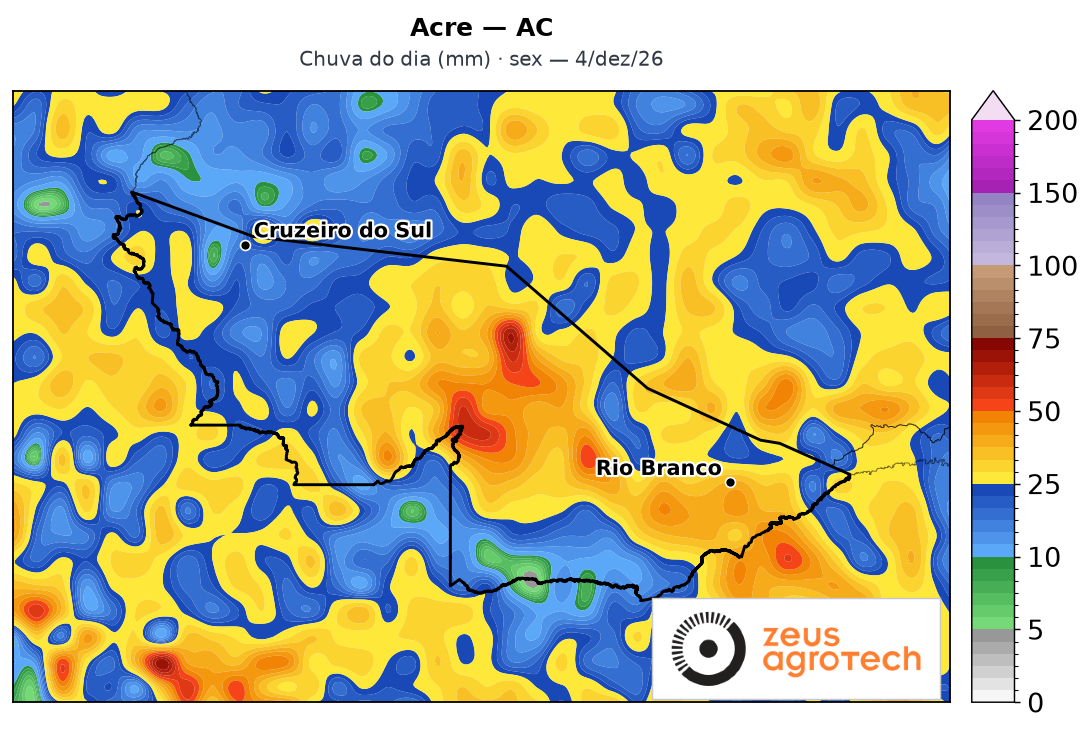 Acre — AC
Chuva do dia (mm) · sex — 4/dez/26
Cruzeiro do Sul
Rio Branco
zeus
agrotech
200
150
100
75
50
25
10
5
0